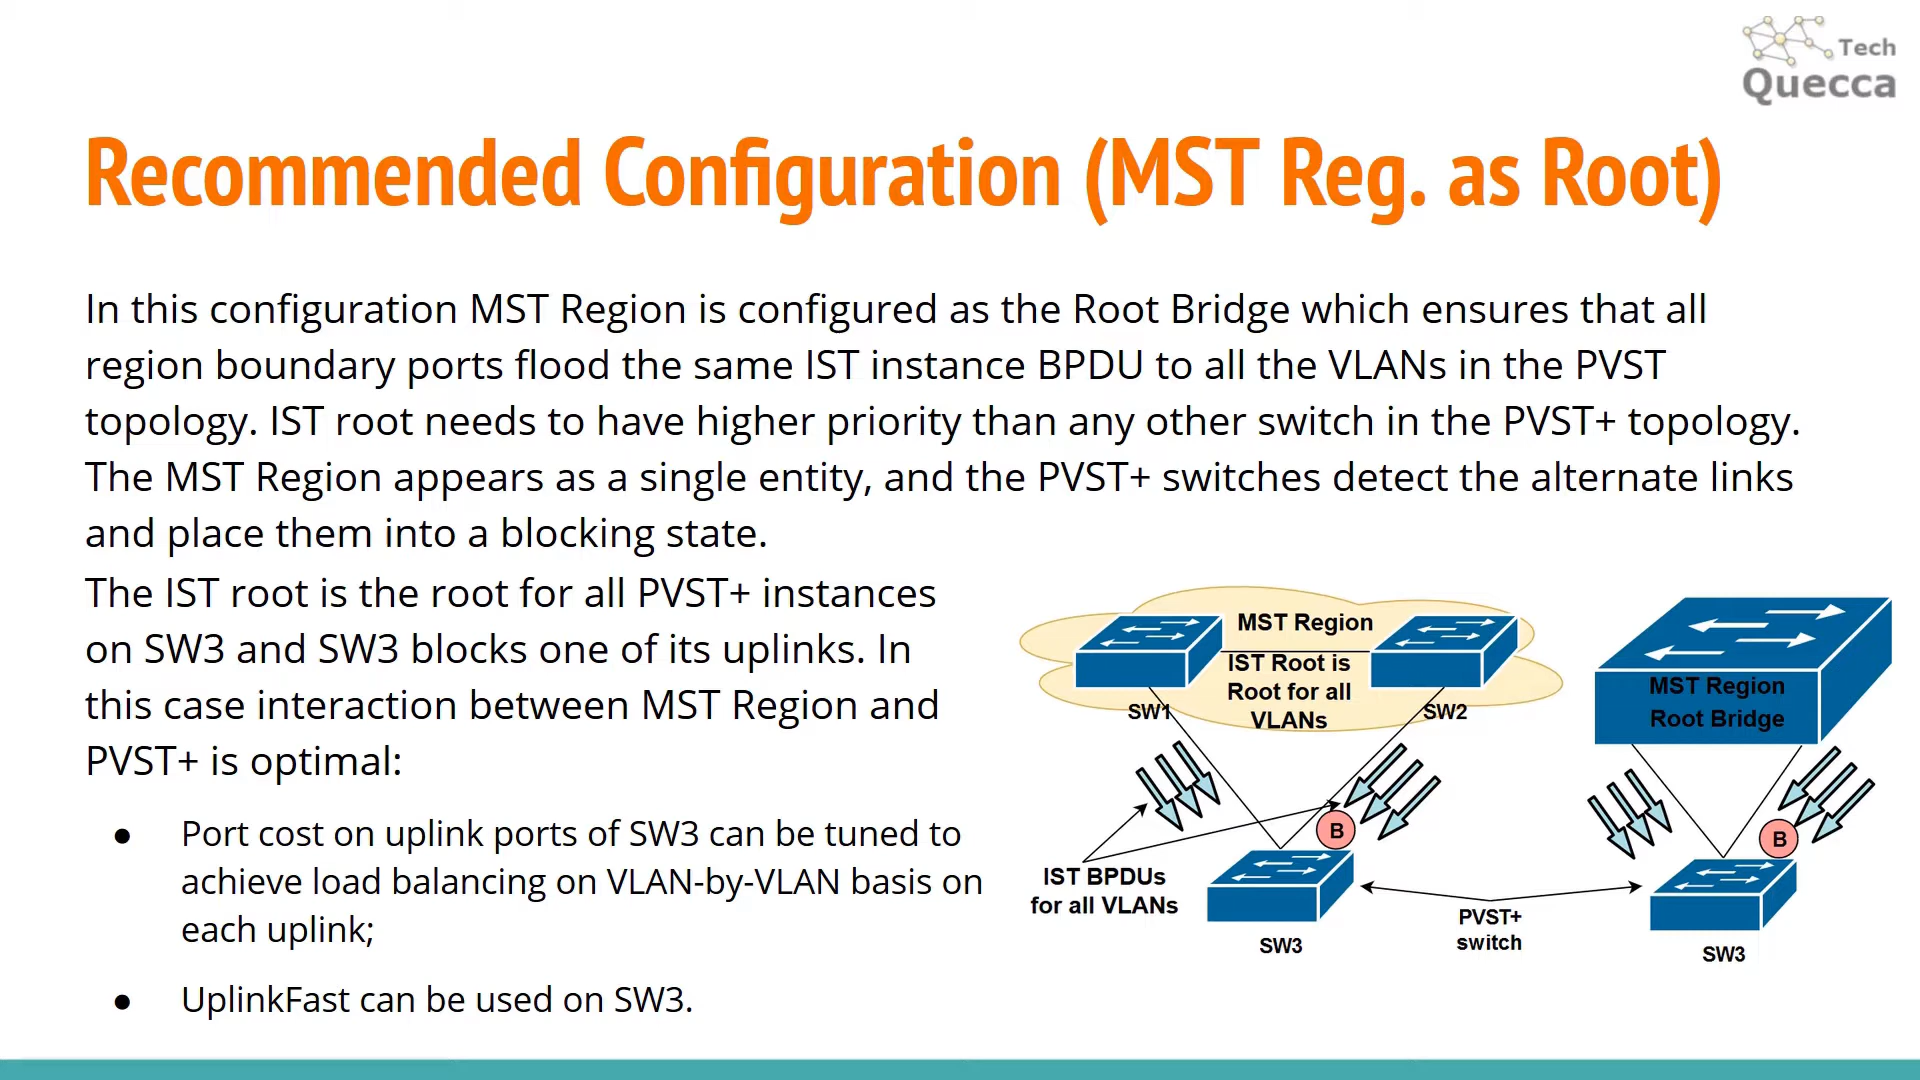 Tech
Quecca
Recommended Configuration (MST Reg. as Root)
In this configuration MST Region is configured as the Root Bridge which ensures that all
region boundary ports flood the same IST instance BPDU to all the VLANs in the PVST
topology. IST root needs to have higher priority than any other switch in the PVST+ topology.
The MST Region appears as a single entity, and the PVST+ switches detect the alternate links
and place them into a blocking state.
The IST root is the root for all PVST+ instances
on SW3 and SW3 blocks one of its uplinks. In
this case interaction between MST Region and
PVST+ is optimal:
● Port cost on uplink ports of SW3 can be tuned to
achieve load balancing on VLAN-by-VLAN basis on
each uplink;
● UplinkFast can be used on SW3.
MST Region
IST Root is
Root for all
VLANs
SW1
SW2
B
IST BPDUs
for all VLANs
SW3
PVST+
switch
MST Region
Root Bridge
B
SW3